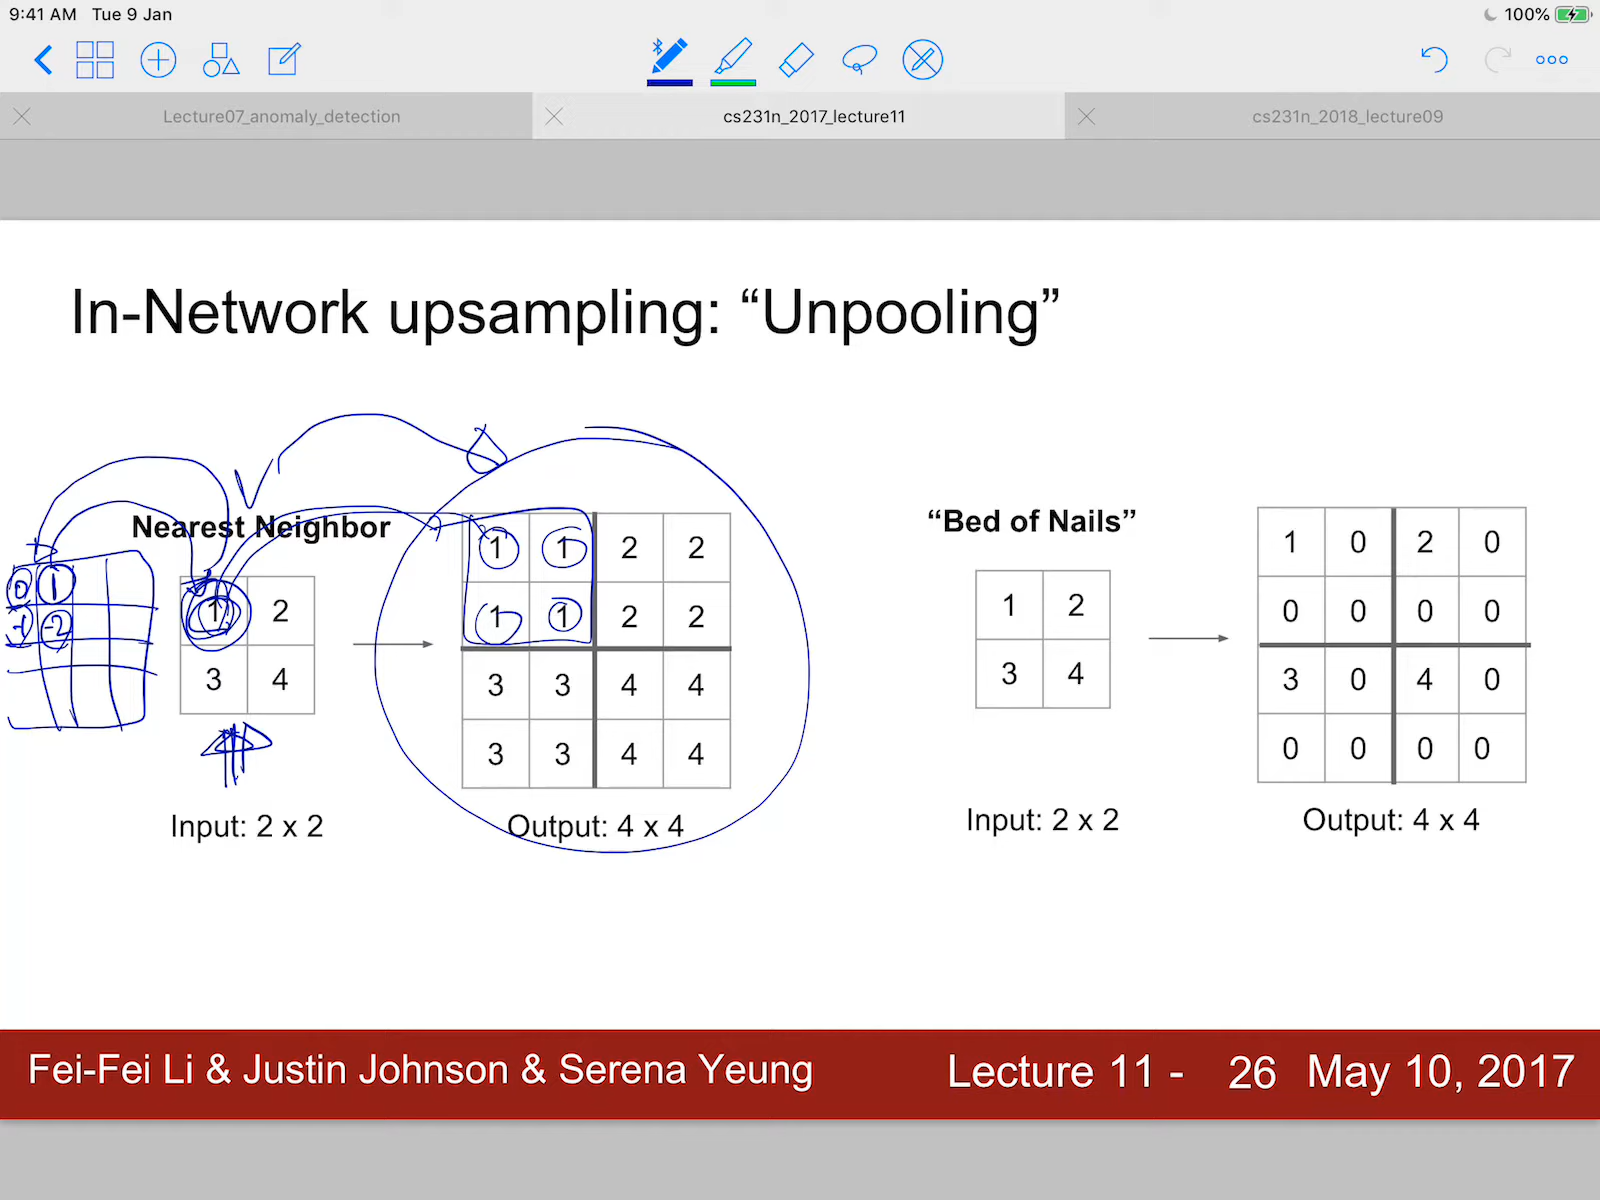 9:41 AM Tue 9 Jan
100%
Lecture07_anomaly_detection
cs231n_2017_lecture11
cs231n_2018_lecture09
In-Network upsampling: “Unpooling”
Nearest Neighbor
1 2
3 4
Input: 2 x 2
1 1 2 2
1 1 2 2
3 3 4 4
3 3 4 4
Output: 4 x 4
0 1
-1 -2
“Bed of Nails”
1 2
3 4
Input: 2 x 2
1 0 2 0
0 0 0 0
3 0 4 0
0 0 0 0
Output: 4 x 4
Fei-Fei Li & Justin Johnson & Serena Yeung
Lecture 11 - 26 May 10, 2017